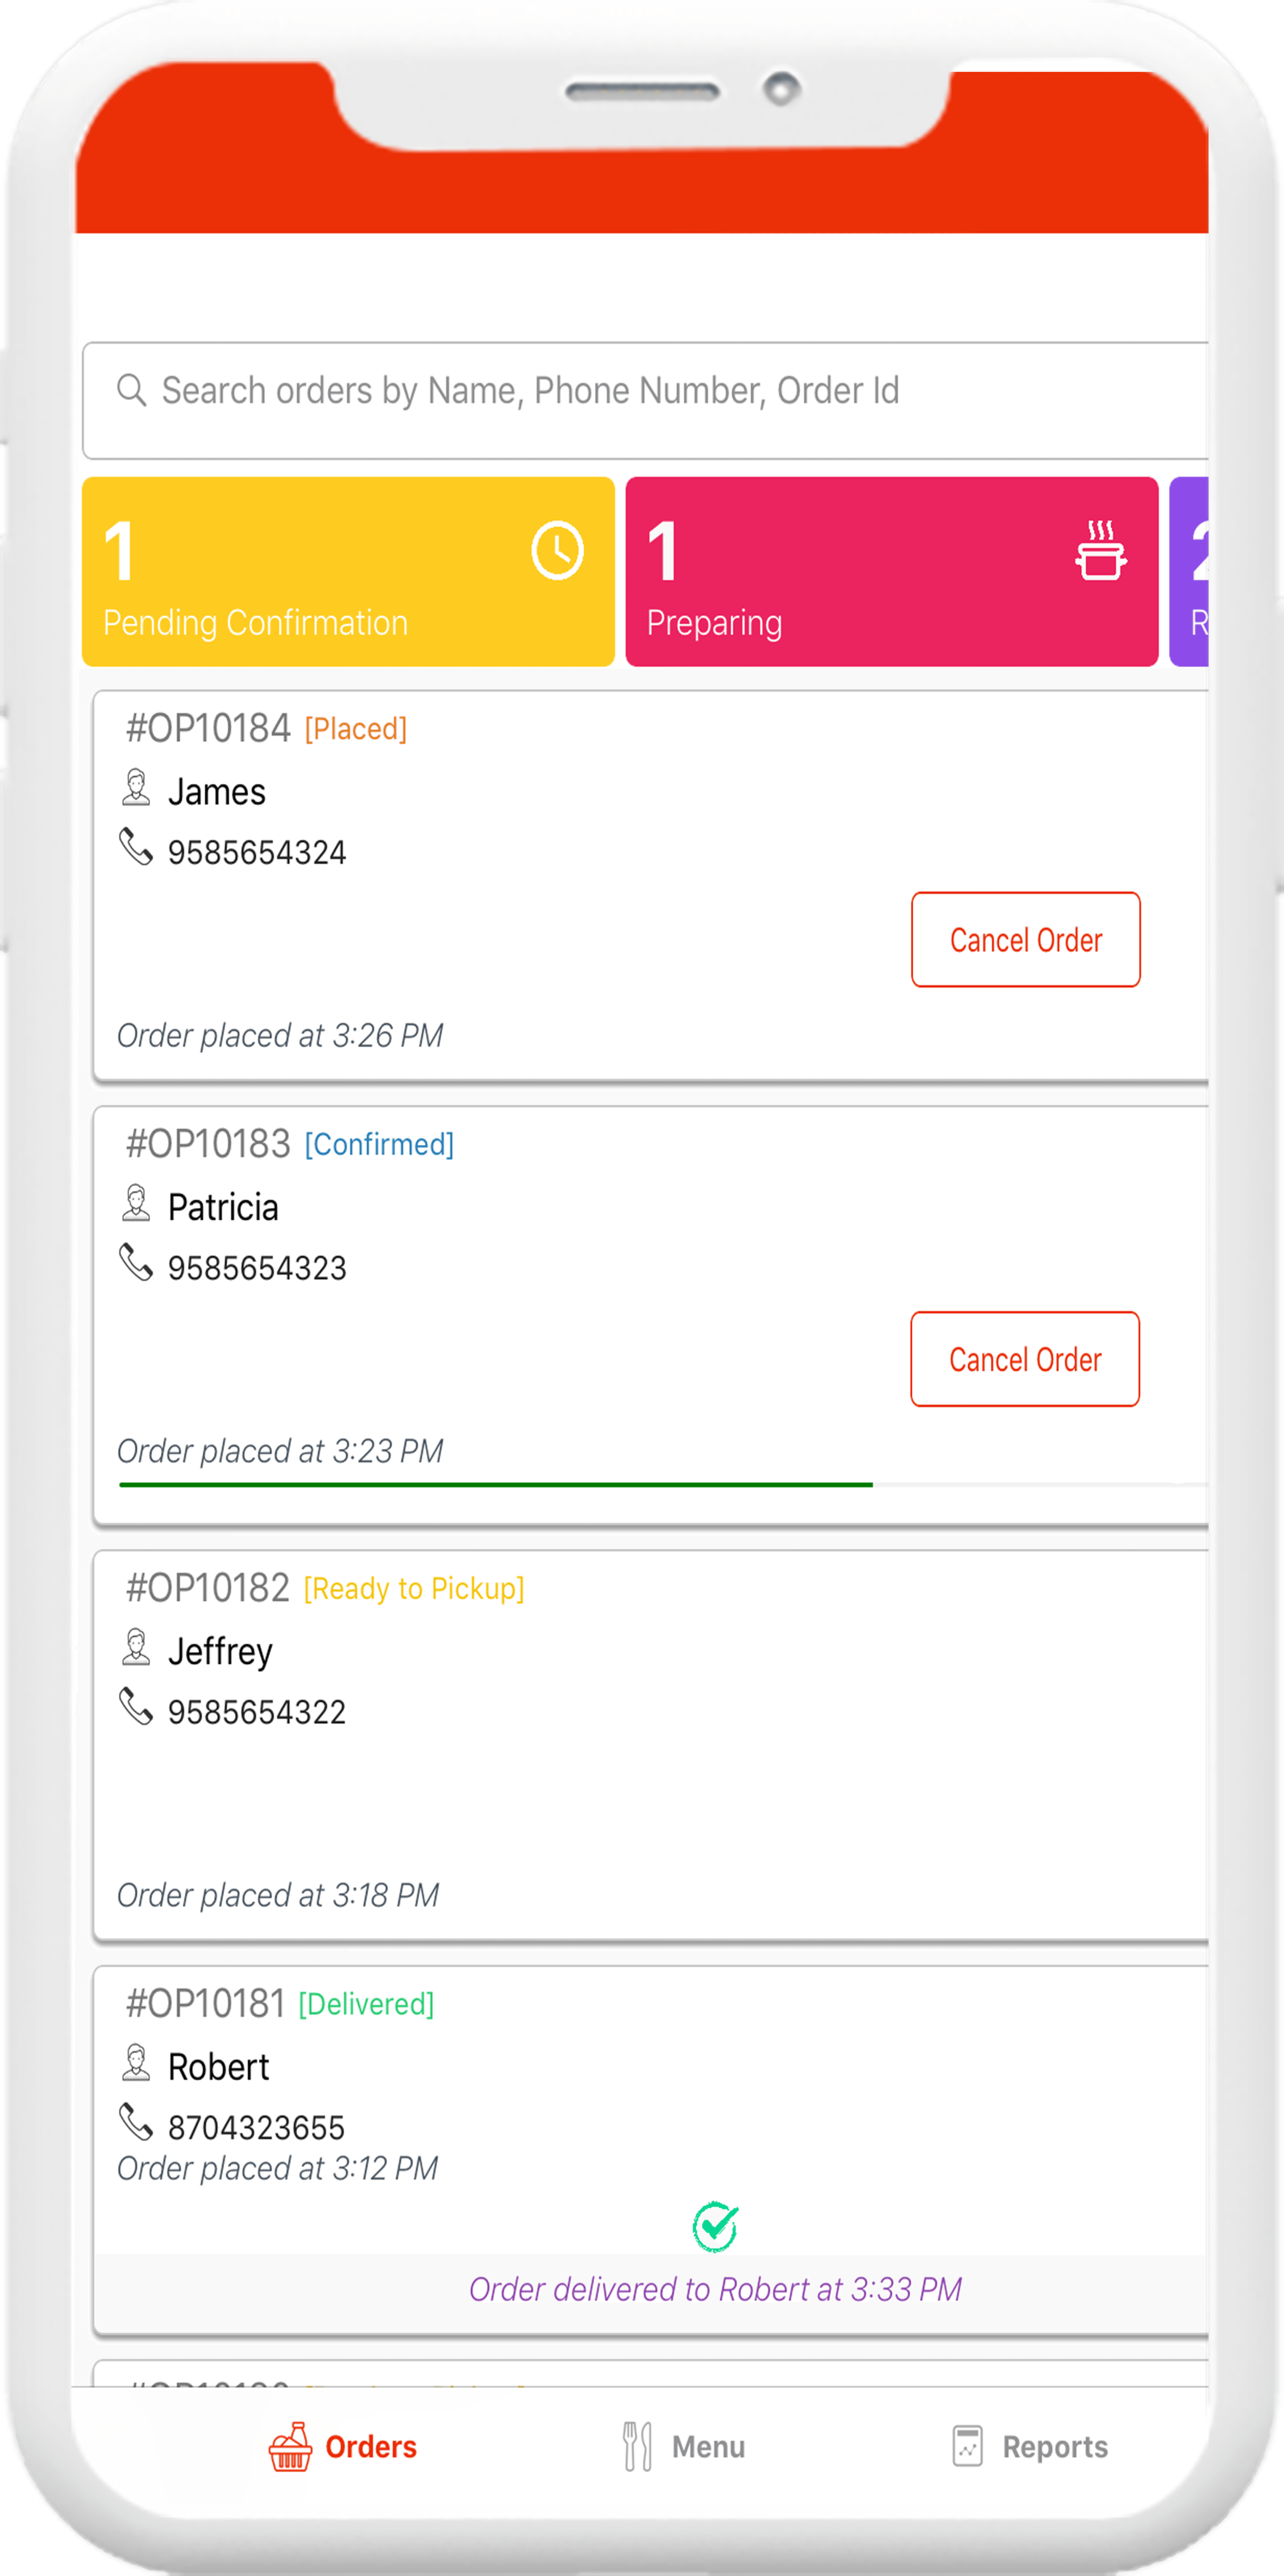 Search orders by Name, Phone Number, Order Id
1
Pending Confirmation
1
Preparing
#OP10184 [Placed]
James
9585654324
Cancel Order
Order placed at 3:26 PM
#OP10183 [Confirmed]
Patricia
9585654323
Cancel Order
Order placed at 3:23 PM
#OP10182 [Ready to Pickup]
Jeffrey
9585654322
Order placed at 3:18 PM
#OP10181 [Delivered]
Robert
8704323655
Order placed at 3:12 PM
Order delivered to Robert at 3:33 PM
Orders
Menu
Reports